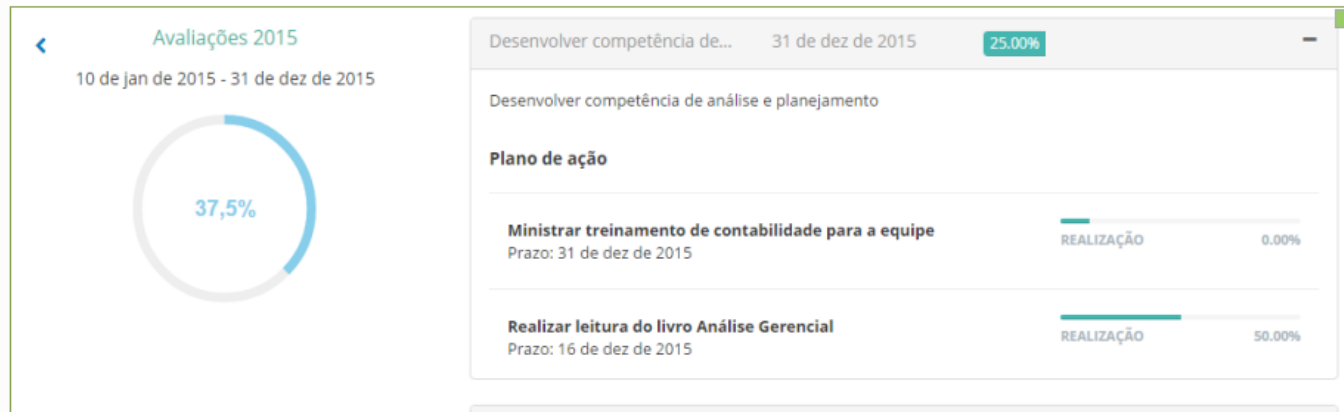 Avaliações 2015
10 de jan de 2015 - 31 de dez de 2015
37,5%
Desenvolver competência de... 31 de dez de 2015 25.00%
Desenvolver competência de análise e planejamento
Plano de ação
Ministrar treinamento de contabilidade para a equipe
Prazo: 31 de dez de 2015
REALIZAÇÃO 0.00%
Realizar leitura do livro Análise Gerencial
Prazo: 16 de dez de 2015
REALIZAÇÃO 50.00%